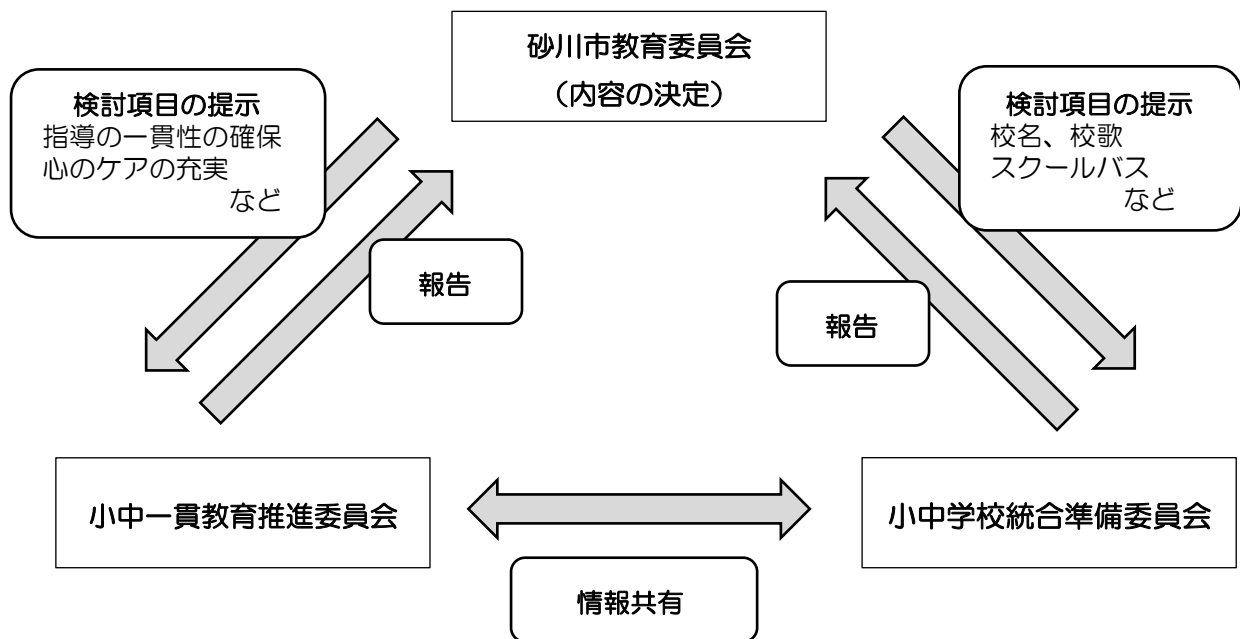 砂川市教育委員会
（内容の決定）
検討項目の提示
指導の一貫性の確保
心のケアの充実
など
検討項目の提示
校名、校歌
スクールバス
など
報告
報告
小中一貫教育推進委員会
小中学校統合準備委員会
情報共有